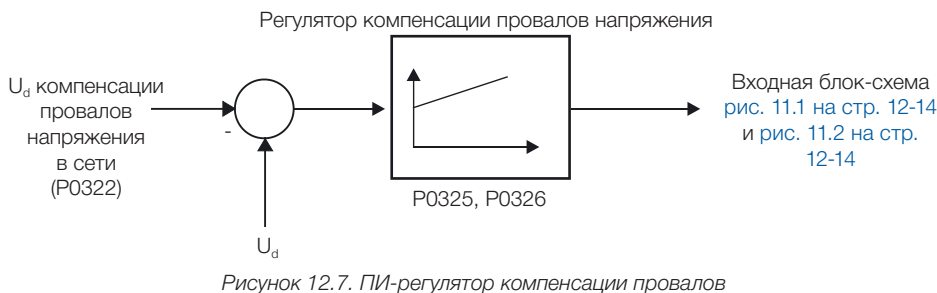 Регулятор компенсации провалов напряжения
U_d компенсации
провалов
напряжения
в сети
(P0322)
-
U_d
P0325, P0326
Входная блок-схема
рис. 11.1 на стр. 12-14
и рис. 11.2 на стр.
12-14
Рисунок 12.7. ПИ-регулятор компенсации провалов